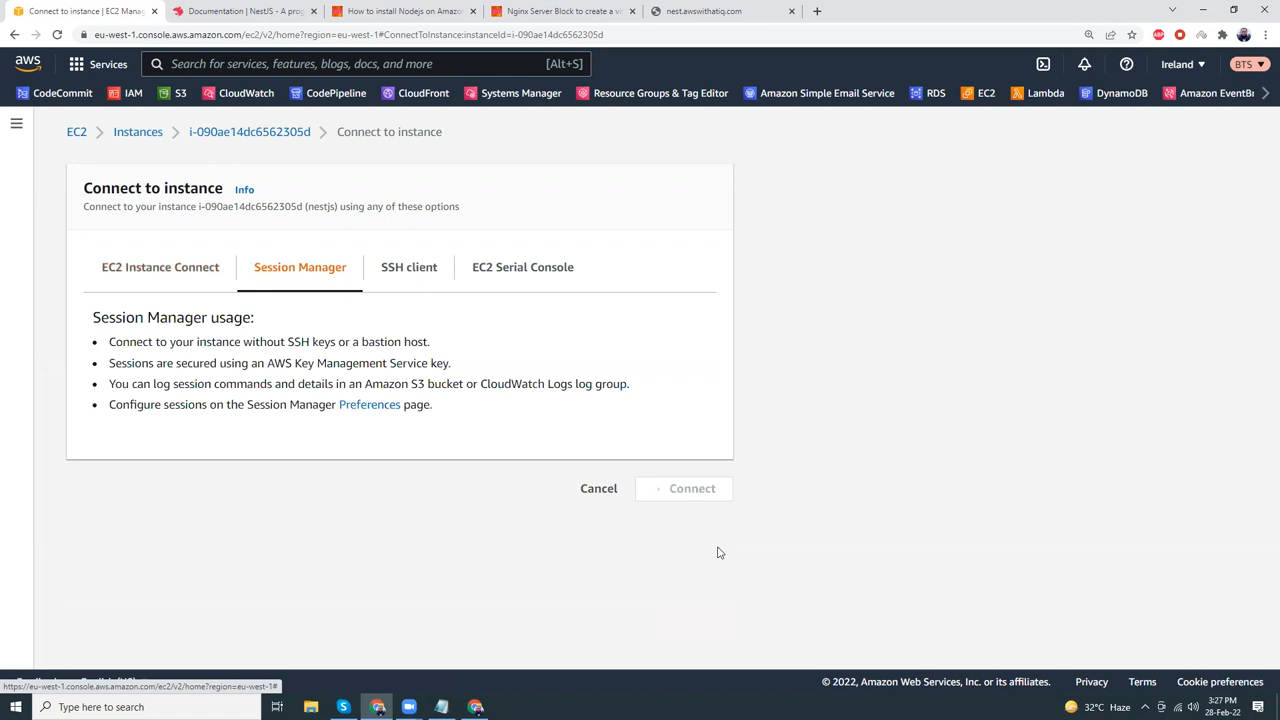 Connect to instance | EC2 Manag
Documentation | NestJS - A prog
How to install Nodejs on Amazon
Nginx Server Block to create a vi
nest.awswithatiq.com
eu-west-1.console.aws.amazon.com/ec2/v2/home?region=eu-west-1#ConnectToInstance:instanceId=i-090ae14dc6562305d
ABP
aws
Services
Search for services, features, blogs, docs, and more
[Alt+S]
Ireland ▼
BTS ▼
CodeCommit
IAM
S3
CloudWatch
CodePipeline
CloudFront
Systems Manager
Resource Groups & Tag Editor
Amazon Simple Email Service
RDS
EC2
Lambda
DynamoDB
Amazon EventBr
EC2 > Instances > i-090ae14dc6562305d > Connect to instance
Connect to instance Info
Connect to your instance i-090ae14dc6562305d (nestjs) using any of these options
EC2 Instance Connect
Session Manager
SSH client
EC2 Serial Console
Session Manager usage:
• Connect to your instance without SSH keys or a bastion host.
• Sessions are secured using an AWS Key Management Service key.
• You can log session commands and details in an Amazon S3 bucket or CloudWatch Logs log group.
• Configure sessions on the Session Manager Preferences page.
Cancel
Connect
https://eu-west-1.console.aws.amazon.com/ec2/v2/home?region=eu-west-1#
© 2022, Amazon Web Services, Inc. or its affiliates.
Privacy
Terms
Cookie preferences
Type here to search
32°C Haze
3:27 PM
28-Feb-22